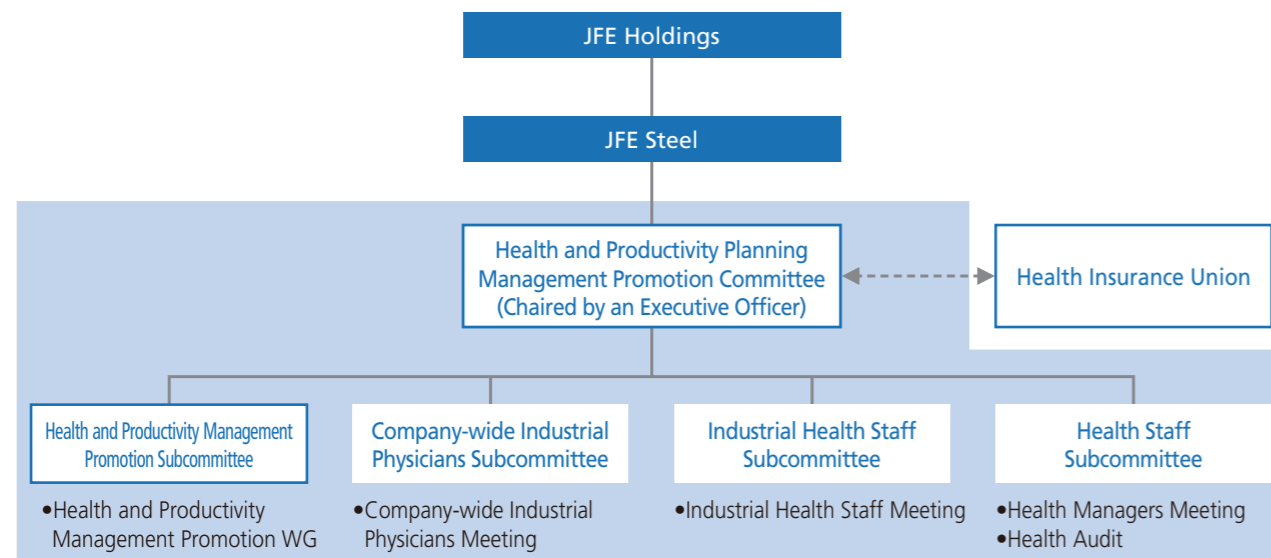 JFE Holdings
JFE Steel
Health and Productivity Planning
Management Promotion Committee
(Chaired by an Executive Officer)
Health Insurance Union
Health and Productivity Management
Promotion Subcommittee
Company-wide Industrial
Physicians Subcommittee
Industrial Health Staff
Subcommittee
Health Staff
Subcommittee
•Health and Productivity
Management Promotion WG
•Company-wide Industrial
Physicians Meeting
•Industrial Health Staff Meeting
•Health Managers Meeting
•Health Audit